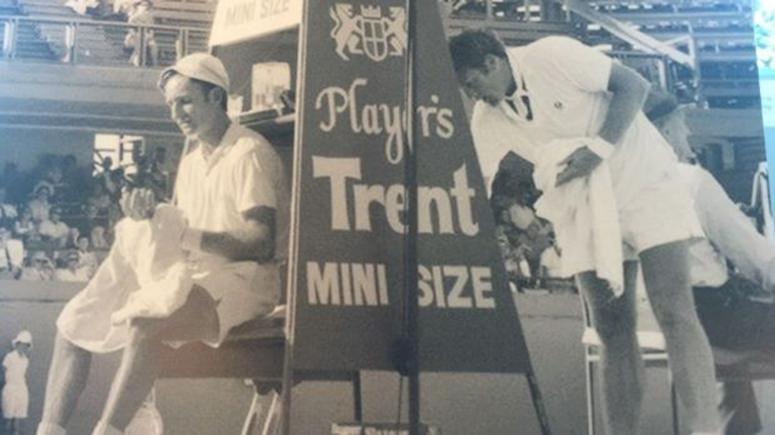 MINI SIZE
Player's
Trent
MINI SIZE